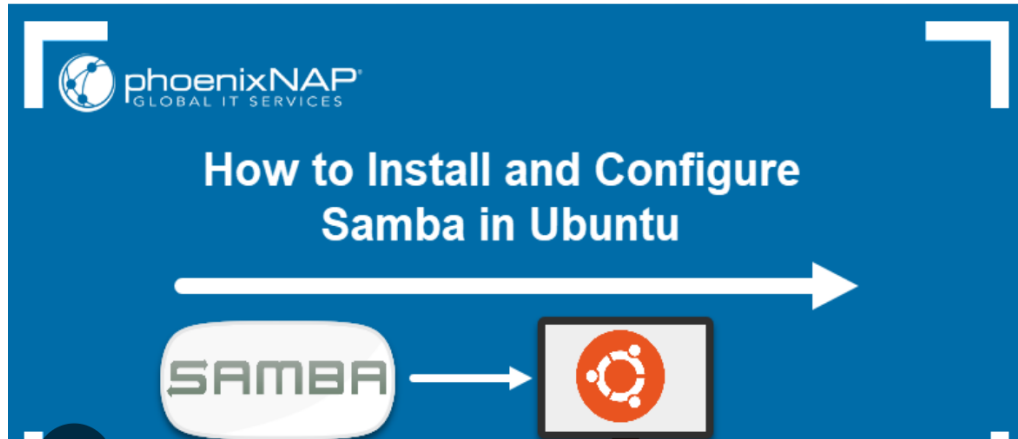 phoenixNAP®
GLOBAL IT SERVICES
How to Install and Configure
Samba in Ubuntu
SAMBA